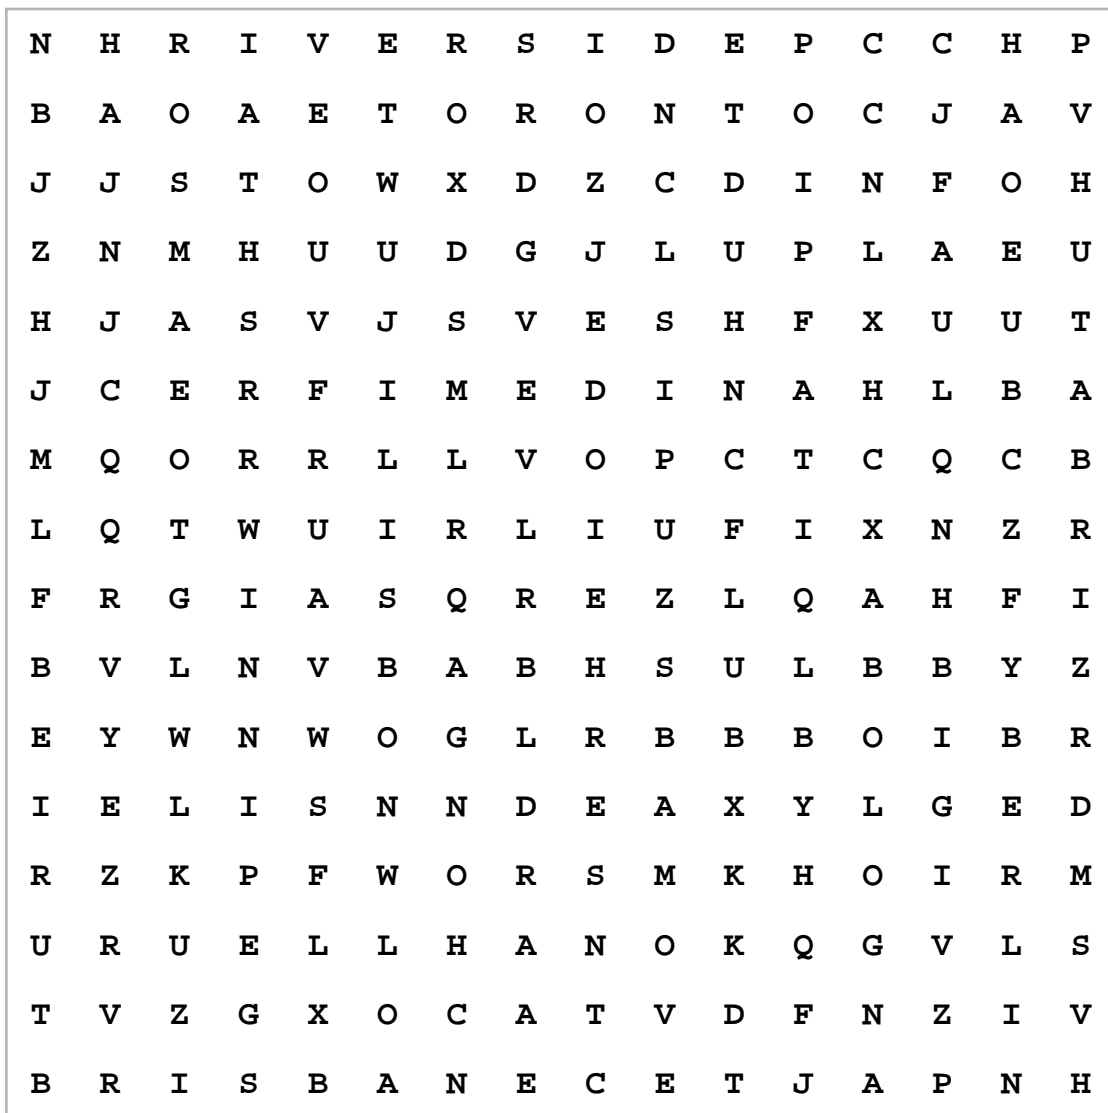 N H R I V E R S I D E P C C H P
B A O A E T O R O N T O C J A V
J J S T O W X D Z C D I N F O H
Z N M H U U D G J L U P L A E U
H J A S V J S V E S H F X U U T
J C E R F I M E D I N A H L B A
M Q O R R L L V O P C T C Q C B
L Q T W U I R L I U F I X N Z R
F R G I A S Q R E Z L Q A H F I
B V L N V B A B H S U L B B Y Z
E Y W N W O G L R B B B O I B R
I E L I S N N D E A X Y L G E D
R Z K P F W O R S M K H O I R M
U R U E L L H A N O K Q G V L S
T V Z G X O C A T V D F N Z I V
B R I S B A N E C E T J A P N H